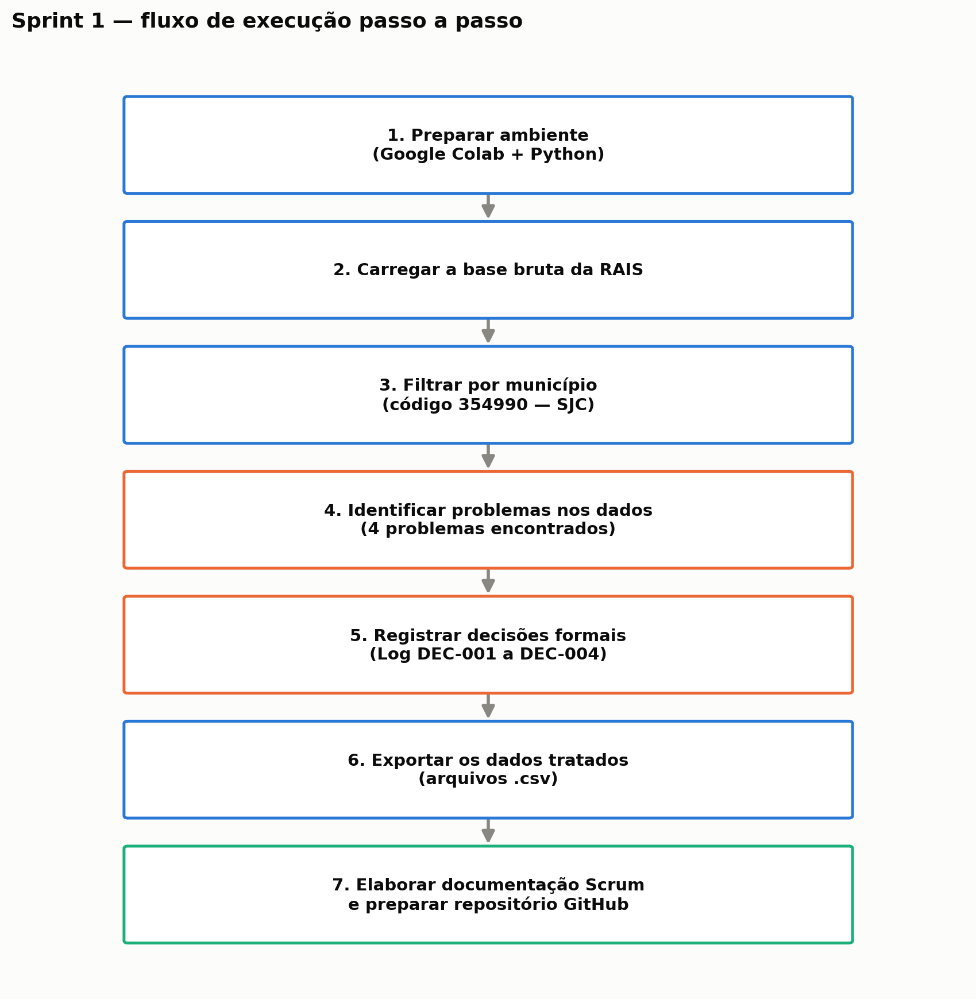 Sprint 1 — fluxo de execução passo a passo
1. Preparar ambiente
(Google Colab + Python)
2. Carregar a base bruta da RAIS
3. Filtrar por município
(código 354990 — SJC)
4. Identificar problemas nos dados
(4 problemas encontrados)
5. Registrar decisões formais
(Log DEC-001 a DEC-004)
6. Exportar os dados tratados
(arquivos .csv)
7. Elaborar documentação Scrum
e preparar repositório GitHub